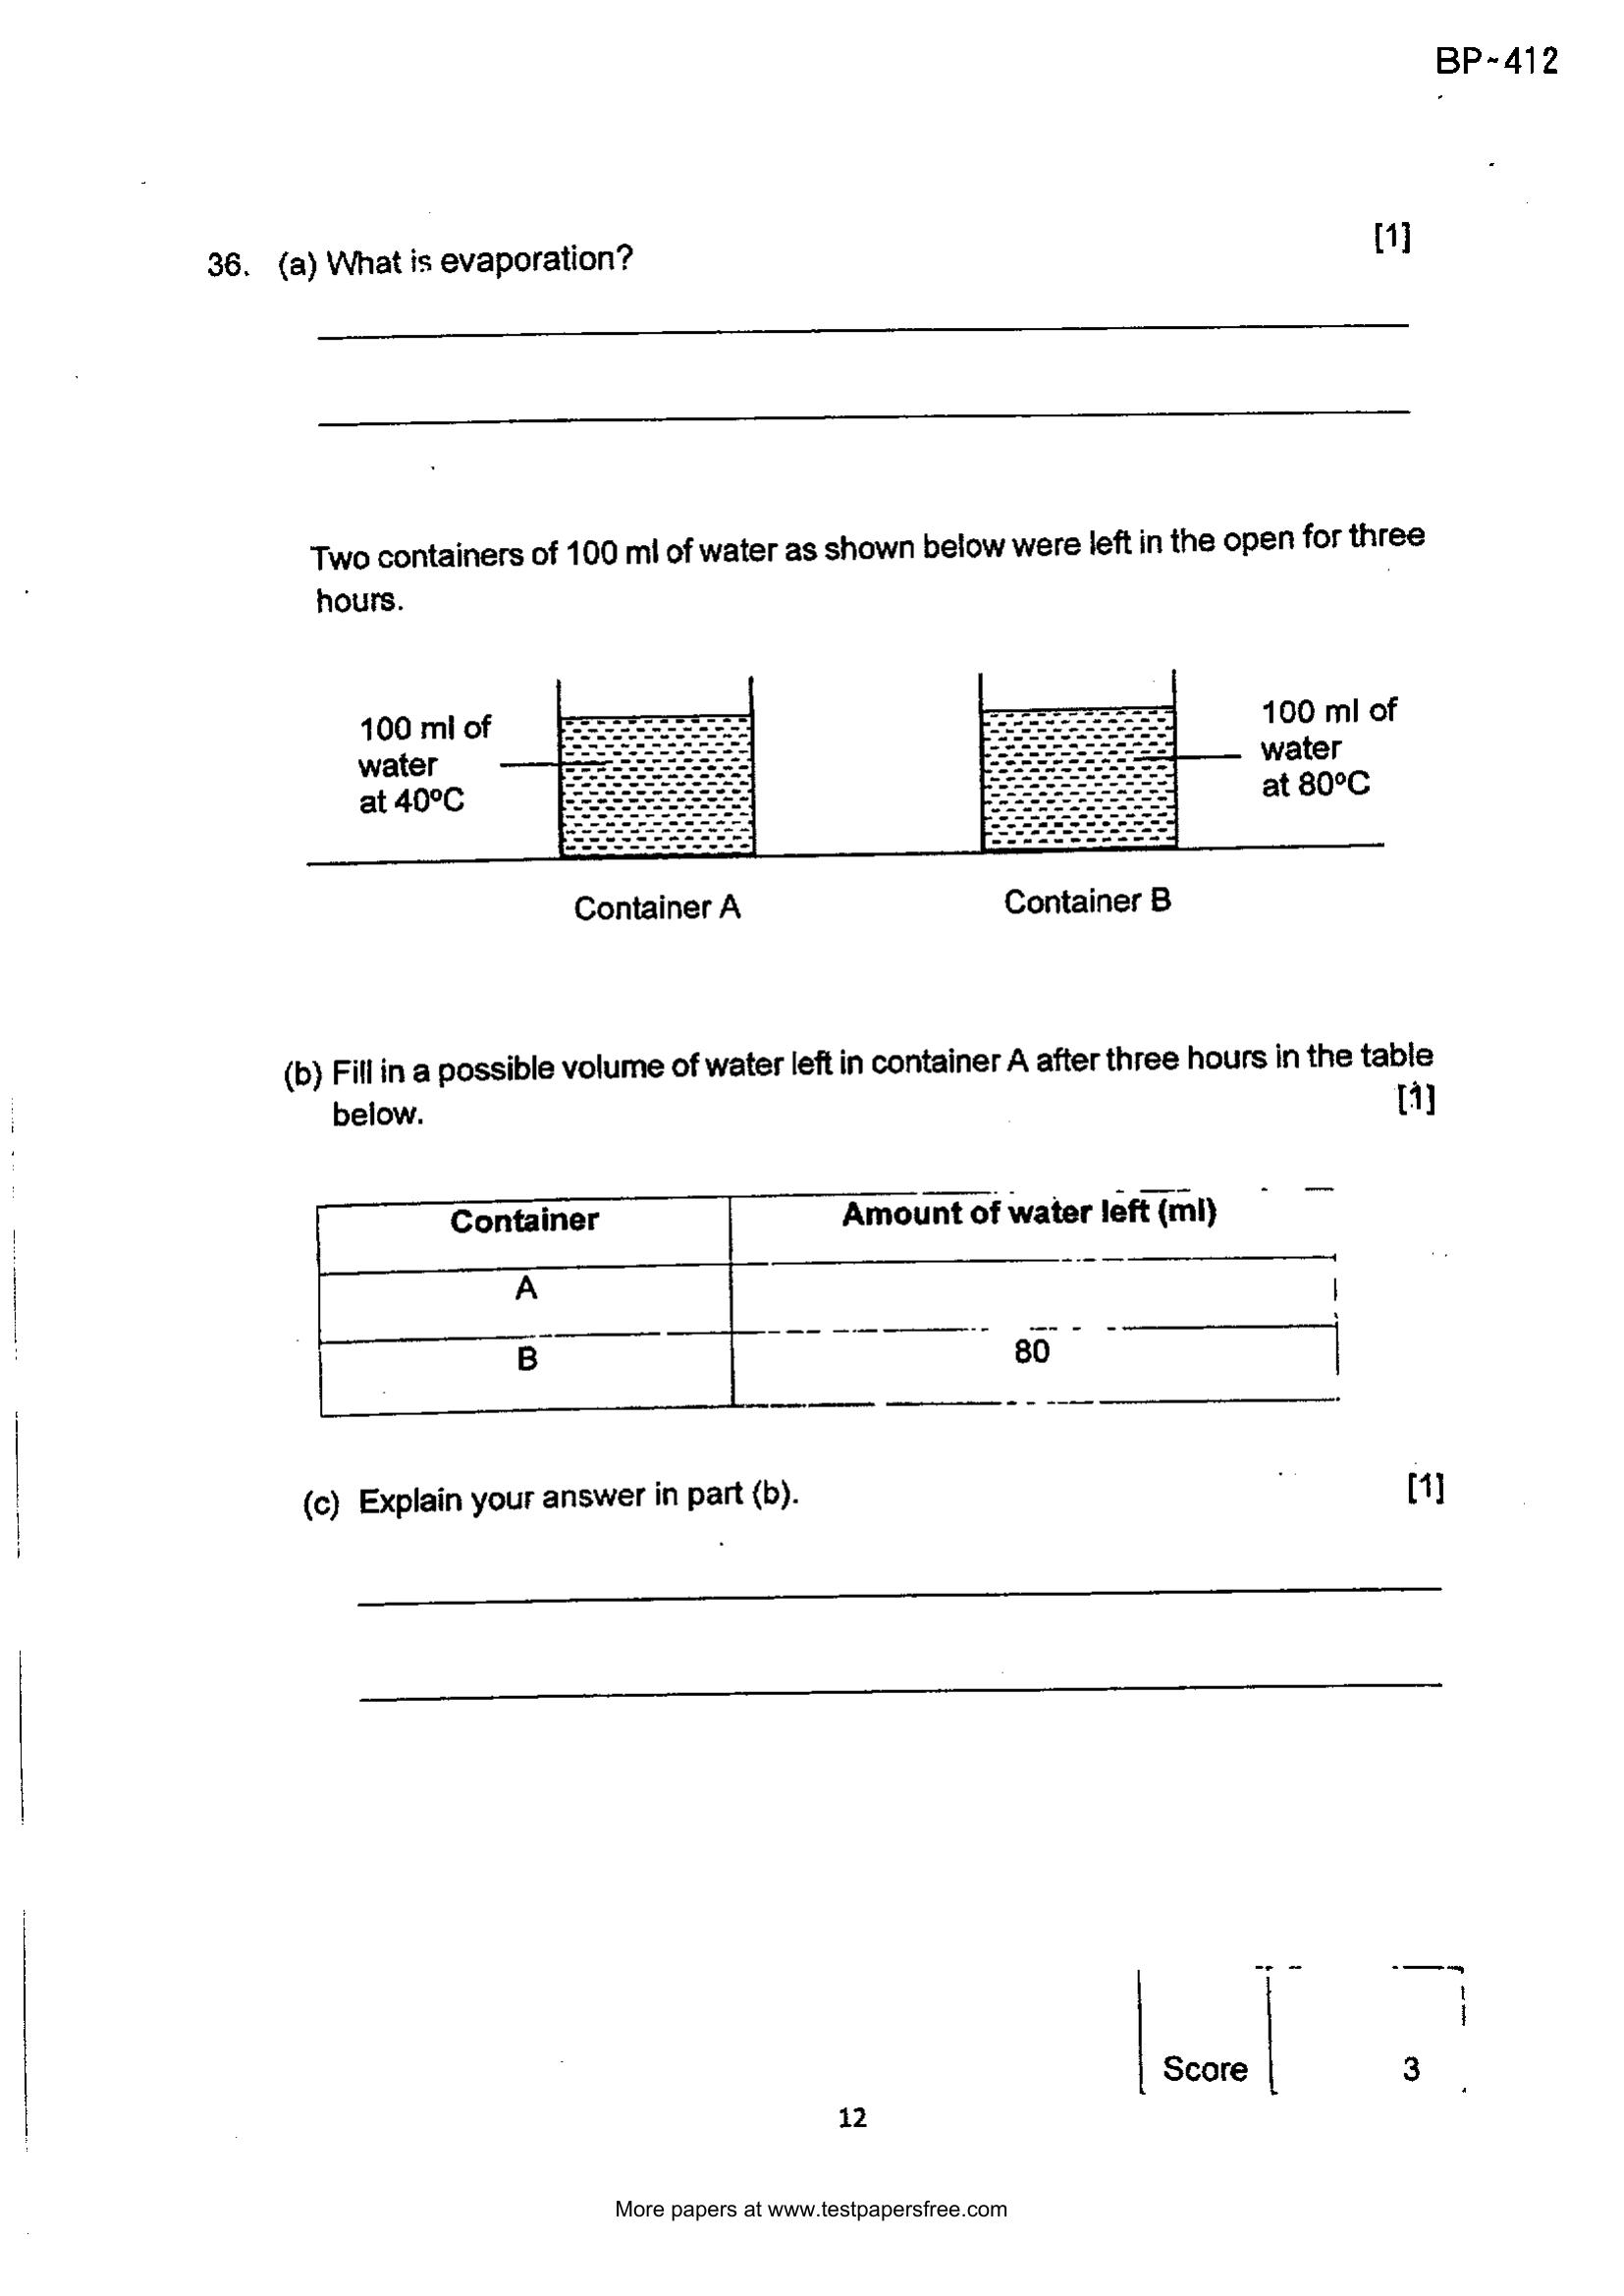 BP~412
36. (a) What is evaporation? [1]
Two containers of 100 ml of water as shown below were left in the open for three
hours.
100 ml of
water
at 40ºC
100 ml of
water
at 80ºC
Container A
Container B
(b) Fill in a possible volume of water left in container A after three hours in the table
below. [1]
Container Amount of water left (ml)
A
B 80
(c) Explain your answer in part (b). [1]
Score 3
12
More papers at www.testpapersfree.com